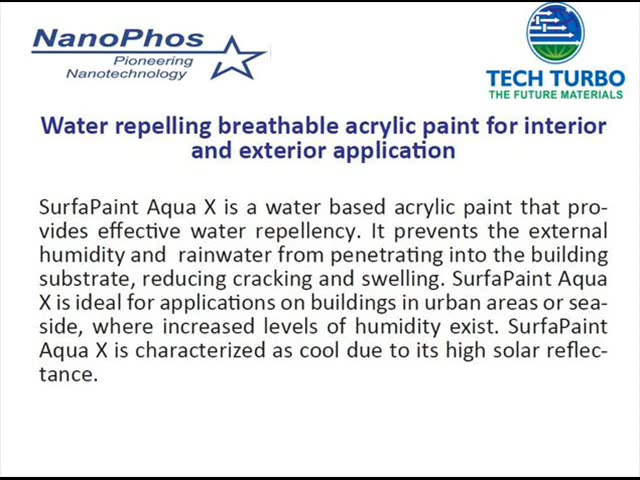 NanoPhos
Pioneering
Nanotechnology
TECH TURBO
THE FUTURE MATERIALS
Water repelling breathable acrylic paint for interior
and exterior application
SurfaPaint Aqua X is a water based acrylic paint that pro-
vides effective water repellency. It prevents the external
humidity and  rainwater from penetrating into the building
substrate, reducing cracking and swelling. SurfaPaint Aqua
X is ideal for applications on buildings in urban areas or sea-
side, where increased levels of humidity exist. SurfaPaint
Aqua X is characterized as cool due to its high solar reflec-
tance.